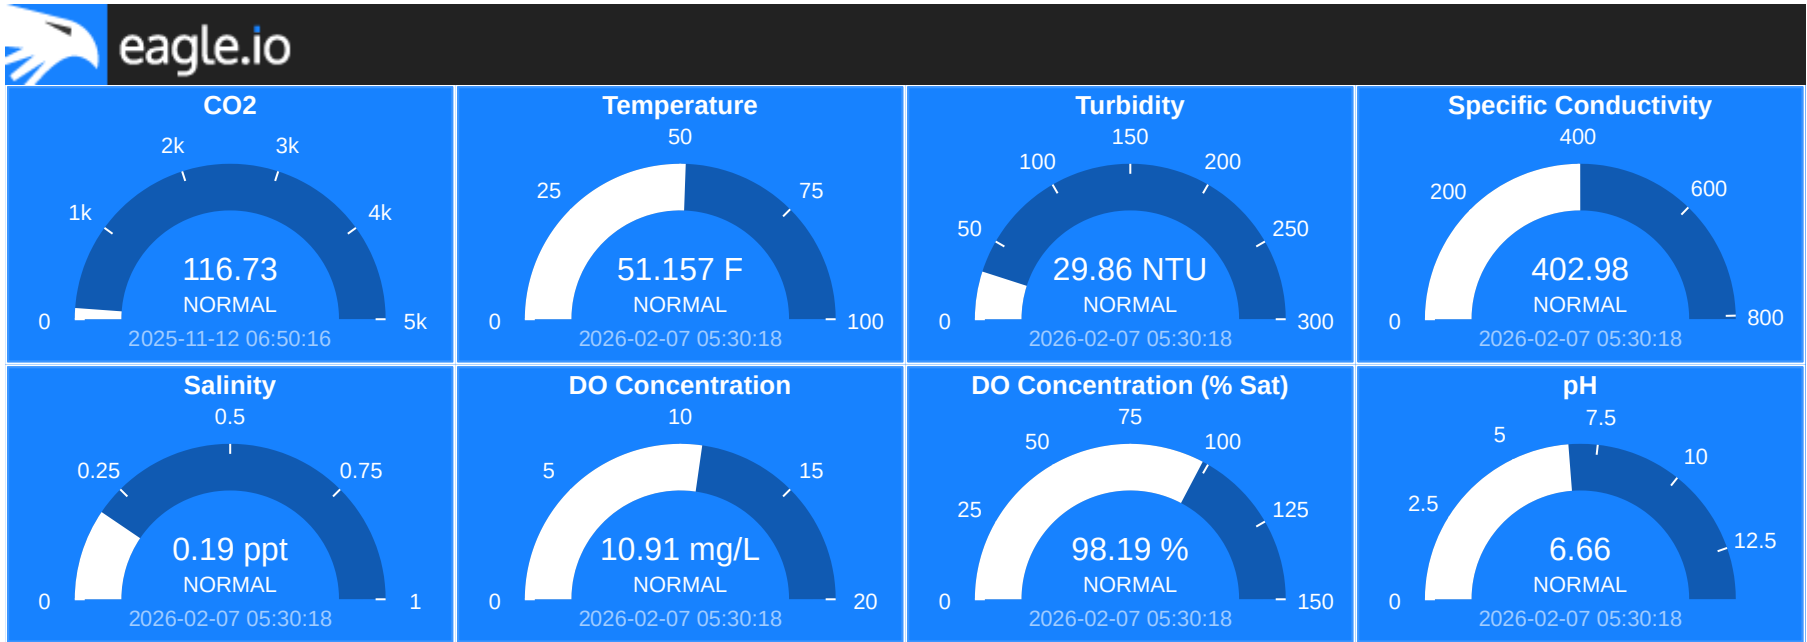 eagle.io
CO2
0
1k
2k
3k
4k
5k
116.73
NORMAL
2025-11-12 06:50:16
Temperature
0
25
50
75
100
51.157 F
NORMAL
2026-02-07 05:30:18
Turbidity
0
50
100
150
200
250
300
29.86 NTU
NORMAL
2026-02-07 05:30:18
Specific Conductivity
0
200
400
600
800
402.98
NORMAL
2026-02-07 05:30:18
Salinity
0
0.25
0.5
0.75
1
0.19 ppt
NORMAL
2026-02-07 05:30:18
DO Concentration
0
5
10
15
20
10.91 mg/L
NORMAL
2026-02-07 05:30:18
DO Concentration (% Sat)
0
25
50
75
100
125
150
98.19 %
NORMAL
2026-02-07 05:30:18
pH
0
2.5
5
7.5
10
12.5
6.66
NORMAL
2026-02-07 05:30:18